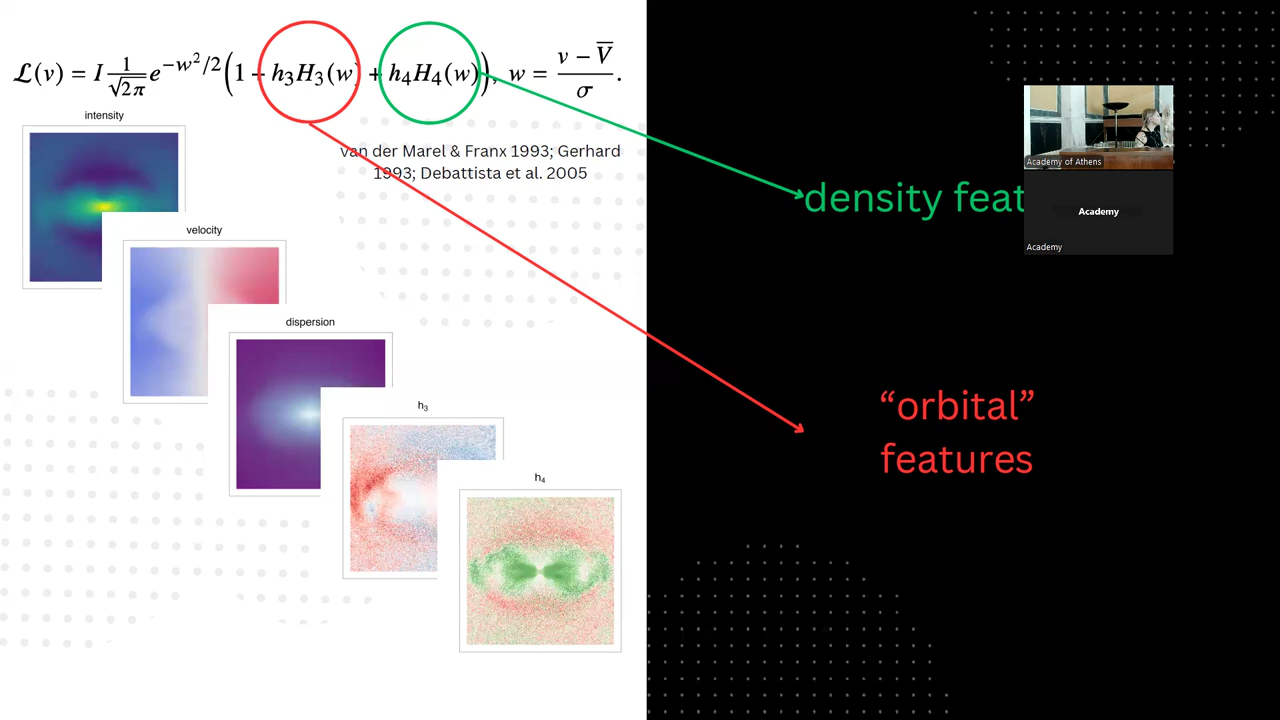 ℒ(v) = I 1/√2π e^{-w²/2}(1 + h₃H₃(w) + h₄H₄(w)), w = (v − V̅)/σ.
intensity
van der Marel & Franx 1993; Gerhard
1993; Debattista et al. 2005
density feat
Academy of Athens
Academy
Academy
velocity
dispersion
h₃
“orbital”
features
h₄